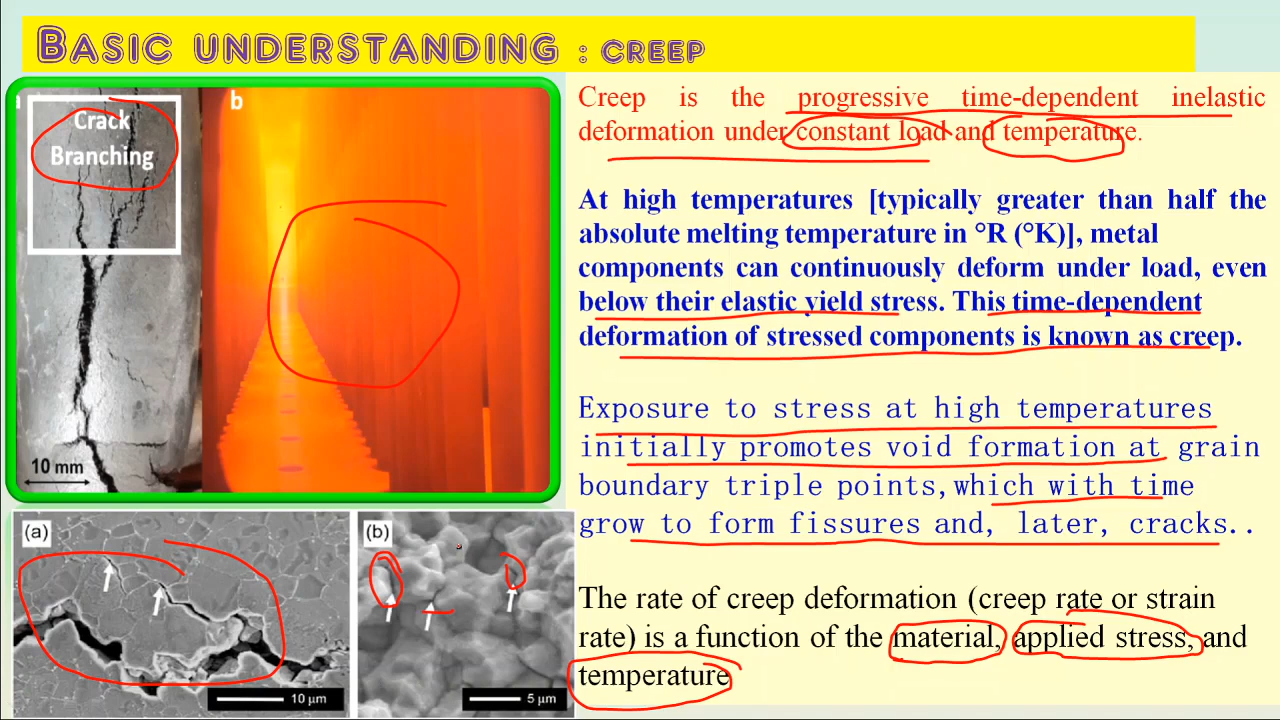 BASIC UNDERSTANDING : CREEP
Crack
Branching
b
10 mm
(a)
10 μm
(b)
5 μm
Creep is the progressive time-dependent inelastic
deformation under constant load and temperature.
At high temperatures [typically greater than half the
absolute melting temperature in °R (°K)], metal
components can continuously deform under load, even
below their elastic yield stress. This time-dependent
deformation of stressed components is known as creep.
Exposure to stress at high temperatures
initially promotes void formation at grain
boundary triple points,which with time
grow to form fissures and, later, cracks..
The rate of creep deformation (creep rate or strain
rate) is a function of the material, applied stress, and
temperature